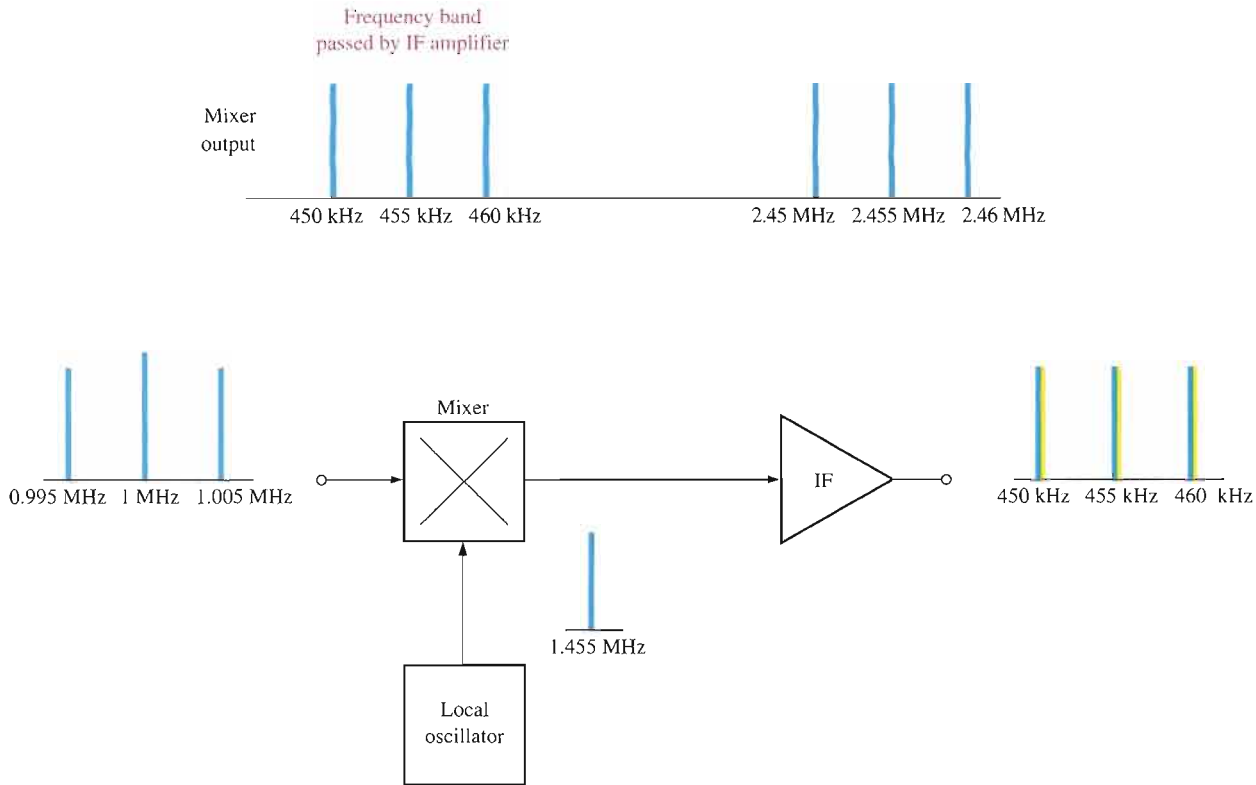 Frequency band
passed by IF amplifier
Mixer
output
450 kHz 455 kHz 460 kHz
2.45 MHz 2.455 MHz 2.46 MHz
Mixer
0.995 MHz 1 MHz 1.005 MHz
IF
450 kHz 455 kHz 460 kHz
1.455 MHz
Local
oscillator